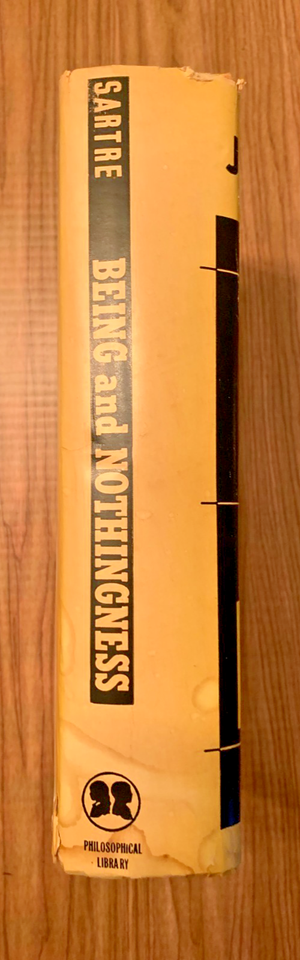 SARTRE BEING and NOTHINGNESS
PHILOSOPHICAL
LIBRARY
J